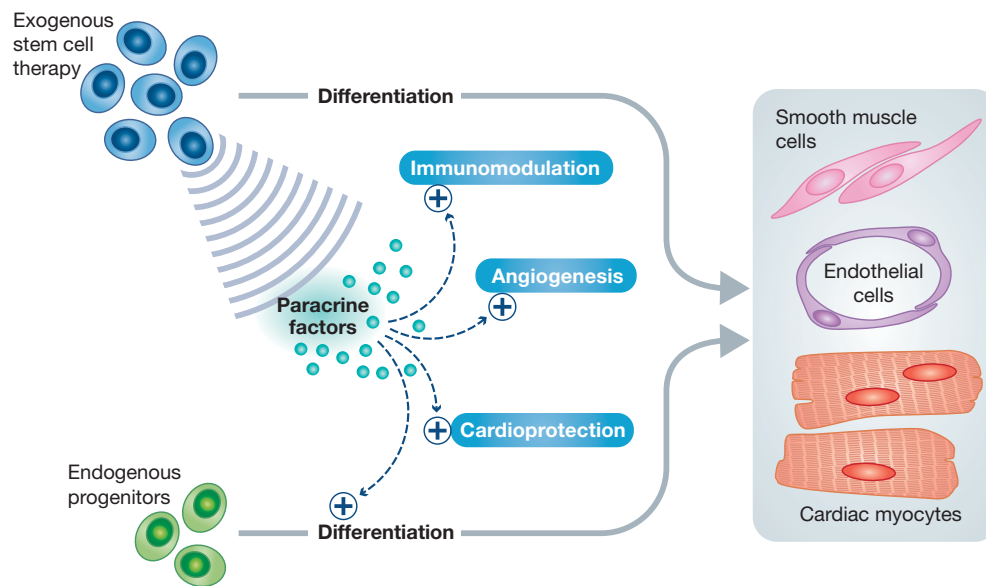 Exogenous
stem cell
therapy
Differentiation
Smooth muscle
cells
Immunomodulation
+
Angiogenesis
+
Endothelial
cells
Paracrine
factors
+
Cardioprotection
Endogenous
progenitors
+
Differentiation
Cardiac myocytes